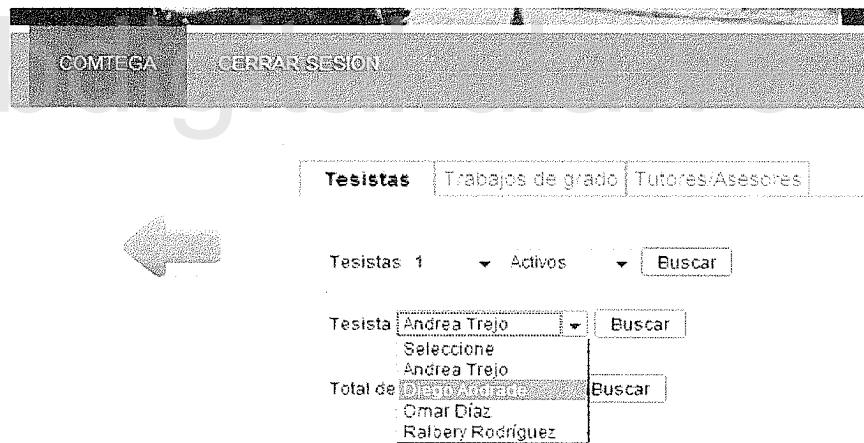 COMTEGA CERRAR SESIÓN
Tesistas Trabajos de grado Tutores/Asesores
Tesistas 1 Activos Buscar
Tesista Andrea Trejo Buscar
Seleccione
Andrea Trejo
Total de Diego Andrade Buscar
Omar Díaz
Ralbery Rodríguez